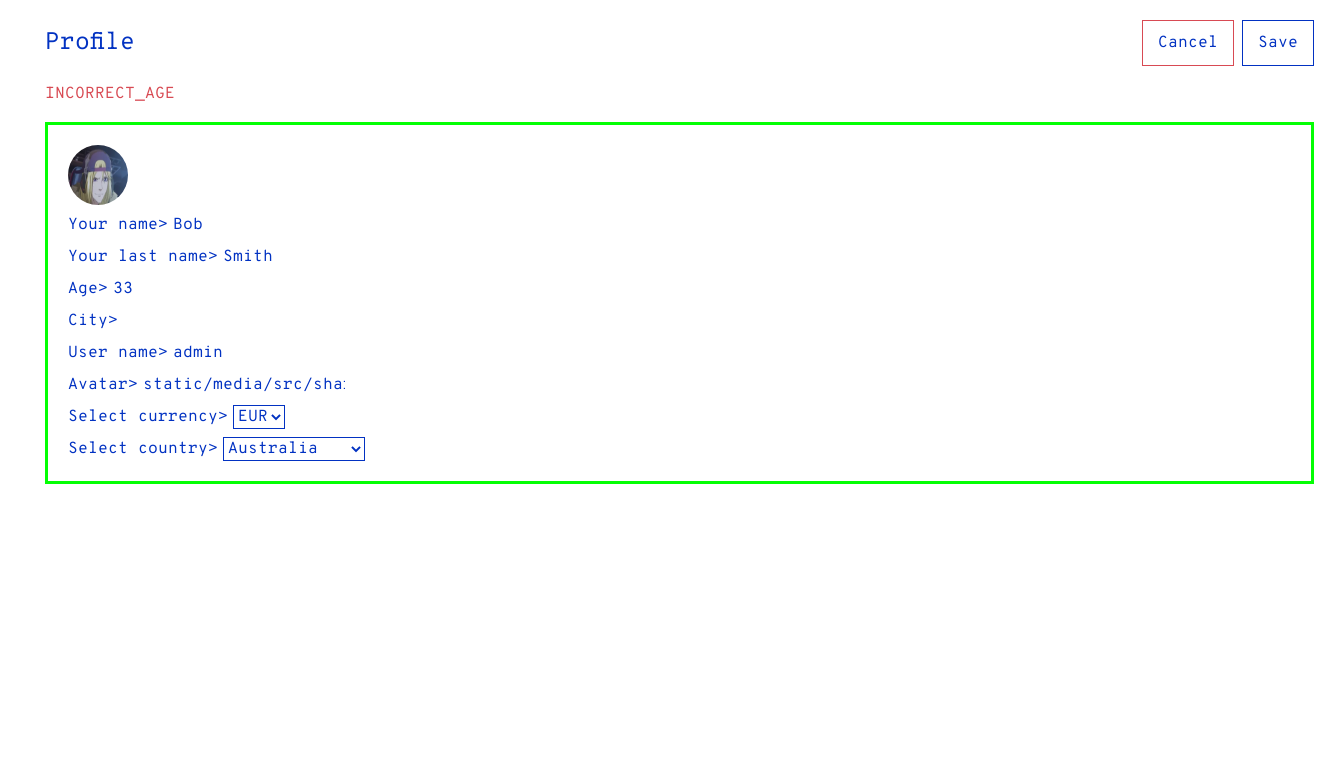 Profile
Cancel
Save
INCORRECT_AGE
Your name> Bob
Your last name> Smith
Age> 33
City>
User name> admin
Avatar> static/media/src/sha
Select currency> EUR
Select country> Australia